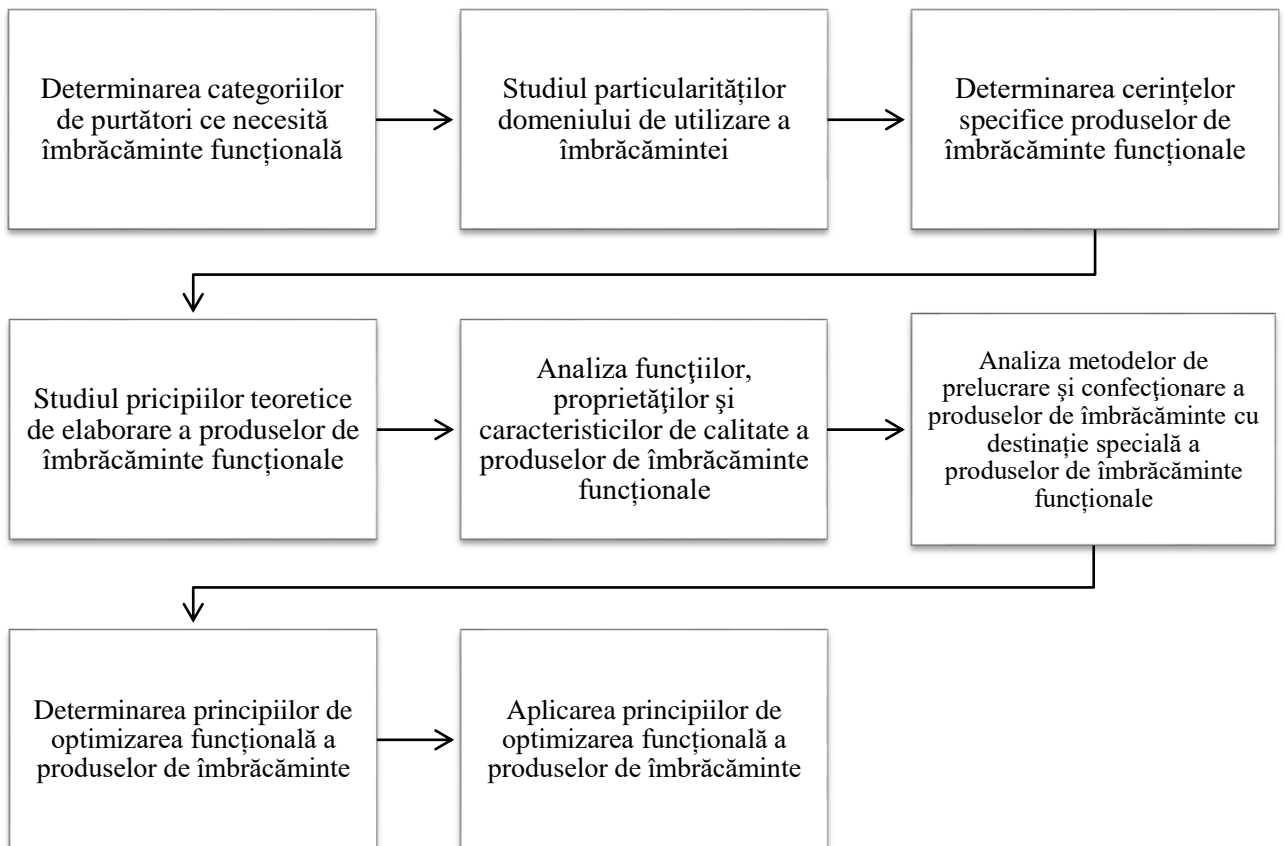 Determinarea categoriilor
de purtători ce necesită
îmbrăcăminte funcțională
Studiul particularităților
domeniului de utilizare a
îmbrăcămintei
Determinarea cerințelor
specifice produselor de
îmbrăcăminte funcționale
Studiul pricipiilor teoretice
de elaborare a produselor de
îmbrăcăminte funcționale
Analiza funcţiilor,
proprietăţilor şi
caracteristicilor de calitate a
produselor de îmbrăcăminte
funcționale
Analiza metodelor de
prelucrare şi confecţionare a
produselor de îmbrăcăminte cu
destinație specială a
produselor de îmbrăcăminte
funcționale
Determinarea principiilor de
optimizarea funcțională a
produselor de îmbrăcăminte
Aplicarea principiilor de
optimizarea funcțională a
produselor de îmbrăcăminte